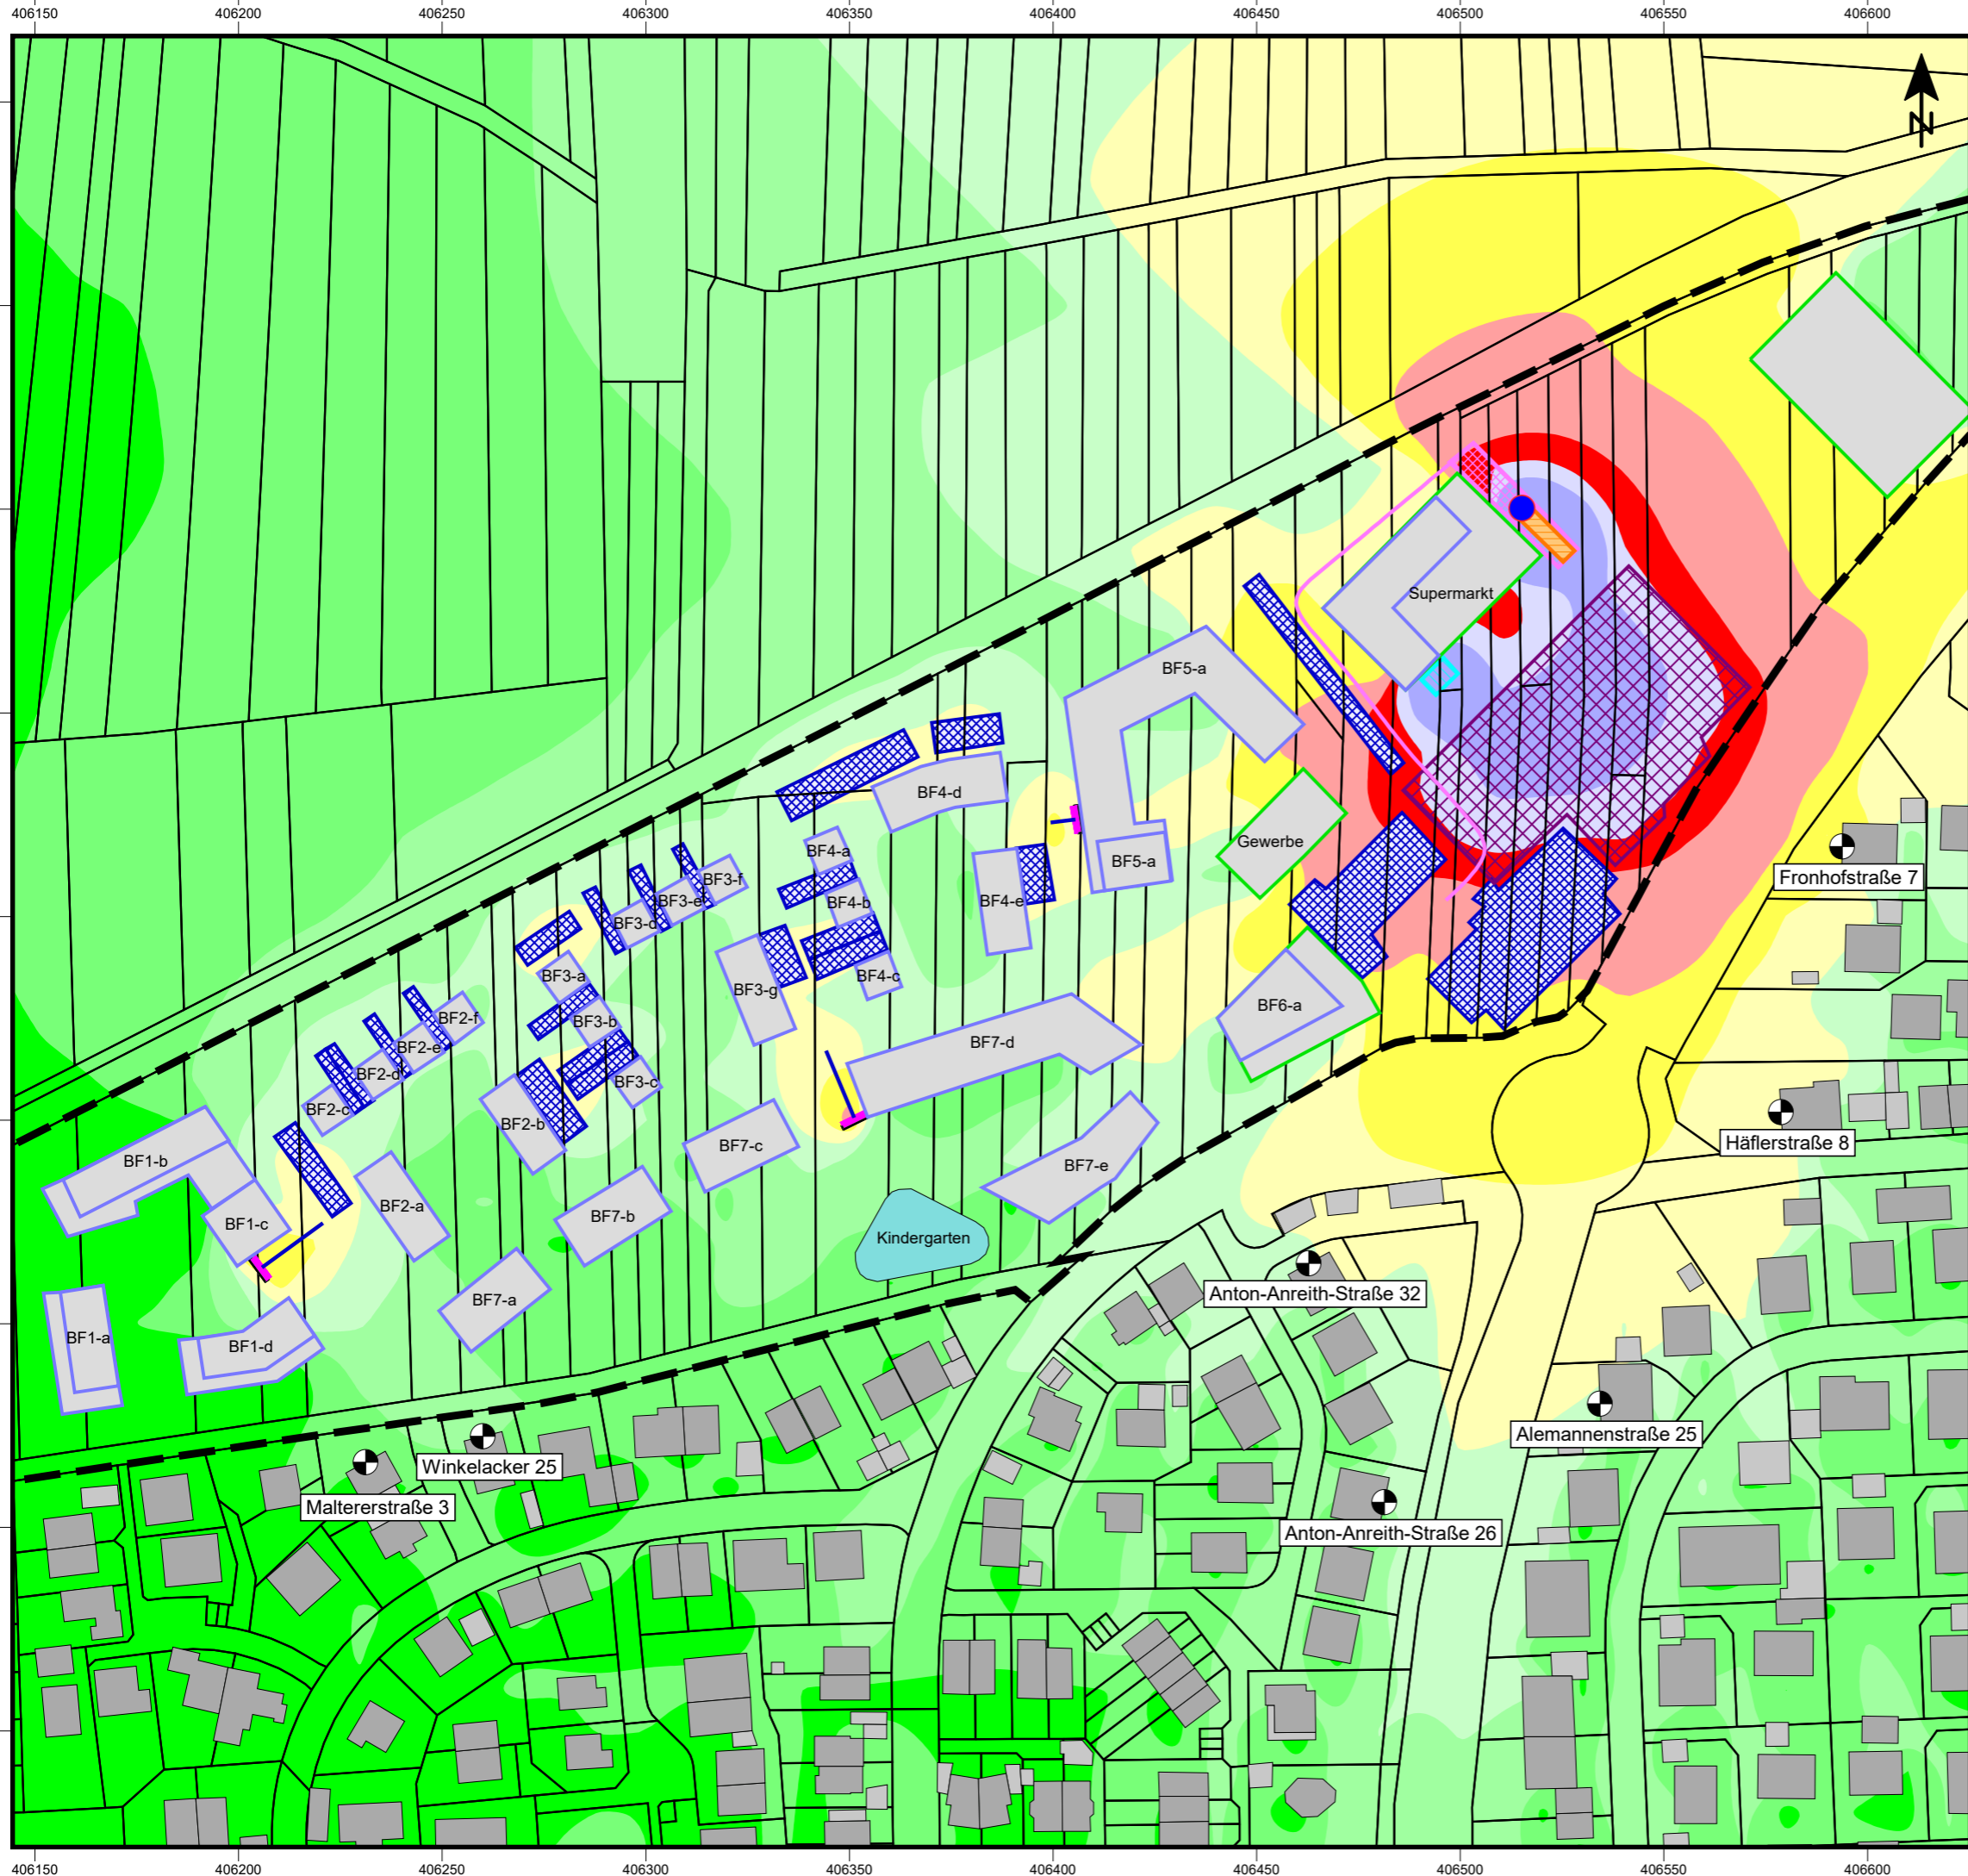 406150 406200 406250 406300 406350 406400 406450 406500 406550 406600
N
Supermarkt
BF5-a
BF4-d
Gewerbe
BF4-a
BF5-a
Fronhofstraße 7
BF3-f
BF3-e
BF4-b
BF4-e
BF3-d
BF3-a
BF4-c
BF3-g
BF6-a
BF2-f
BF3-b
BF7-d
BF2-e
BF2-d
BF3-c
BF2-c
BF2-b
Häflerstraße 8
BF7-c
BF1-b
BF7-e
BF2-a
BF7-b
BF1-c
Kindergarten
Anton-Anreith-Straße 32
BF7-a
BF1-a
BF1-d
Alemannenstraße 25
Winkelacker 25
Maltererstraße 3
Anton-Anreith-Straße 26
406150 406200 406250 406300 406350 406400 406450 406500 406550 406600